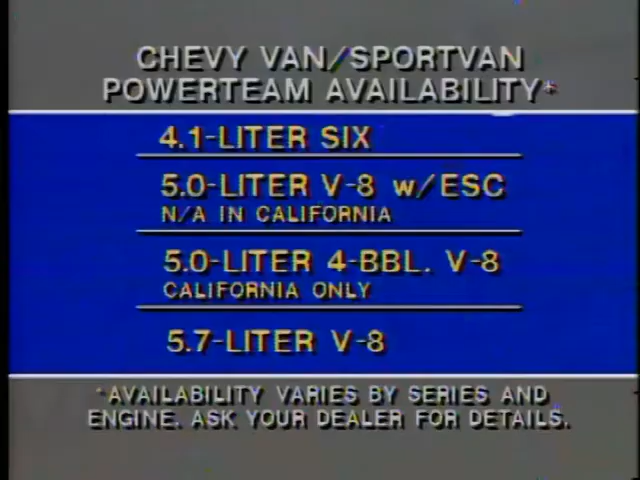 CHEVY VAN/SPORTVAN
POWERTEAM AVAILABILITY*
4.1-LITER SIX
5.0-LITER V-8 w/ESC
N/A IN CALIFORNIA
5.0-LITER 4-BBL. V-8
CALIFORNIA ONLY
5.7-LITER V-8
*AVAILABILITY VARIES BY SERIES AND
ENGINE. ASK YOUR DEALER FOR DETAILS.